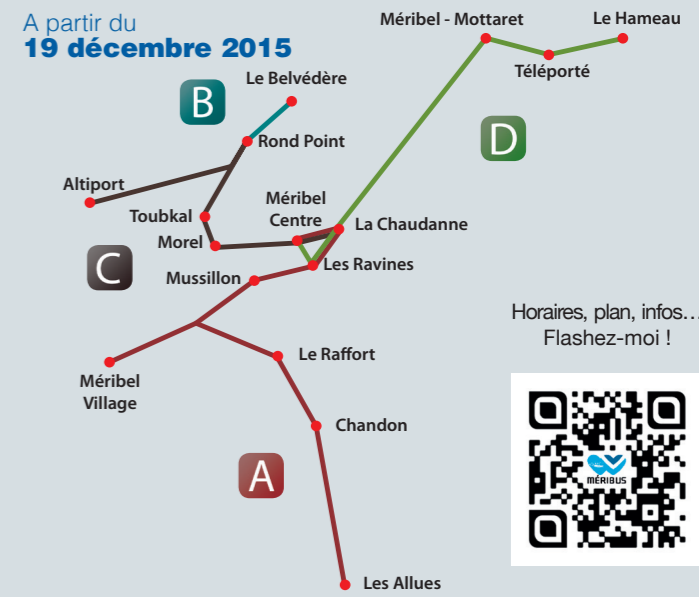 A partir du
19 décembre 2015
Méribel - Mottaret
Le Hameau
Téléporté
Le Belvédère
B
Rond Point
D
Altiport
Toubkal
Méribel
Centre
La Chaudanne
Morel
C
Les Ravines
Mussillon
Horaires, plan, infos...
Flashez-moi !
Le Raffort
Méribel
Village
Chandon
A
MÉRIBUS
Les Allues